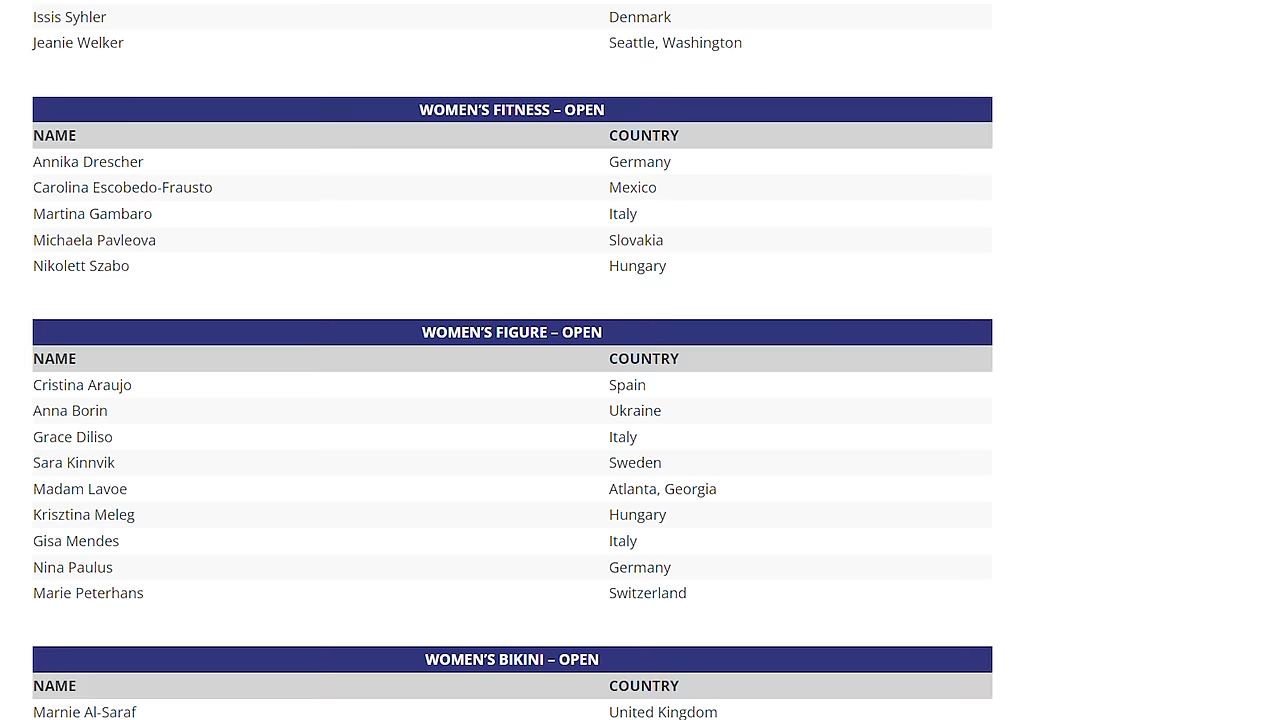 Issis Syhler Denmark
Jeanie Welker Seattle, Washington
WOMEN'S FITNESS – OPEN
NAME COUNTRY
Annika Drescher Germany
Carolina Escobedo-Frausto Mexico
Martina Gambaro Italy
Michaela Pavleova Slovakia
Nikolett Szabo Hungary
WOMEN'S FIGURE – OPEN
NAME COUNTRY
Cristina Araujo Spain
Anna Borin Ukraine
Grace Diliso Italy
Sara Kinnvik Sweden
Madam Lavoe Atlanta, Georgia
Krisztina Meleg Hungary
Gisa Mendes Italy
Nina Paulus Germany
Marie Peterhans Switzerland
WOMEN'S BIKINI – OPEN
NAME COUNTRY
Marnie Al-Saraf United Kingdom